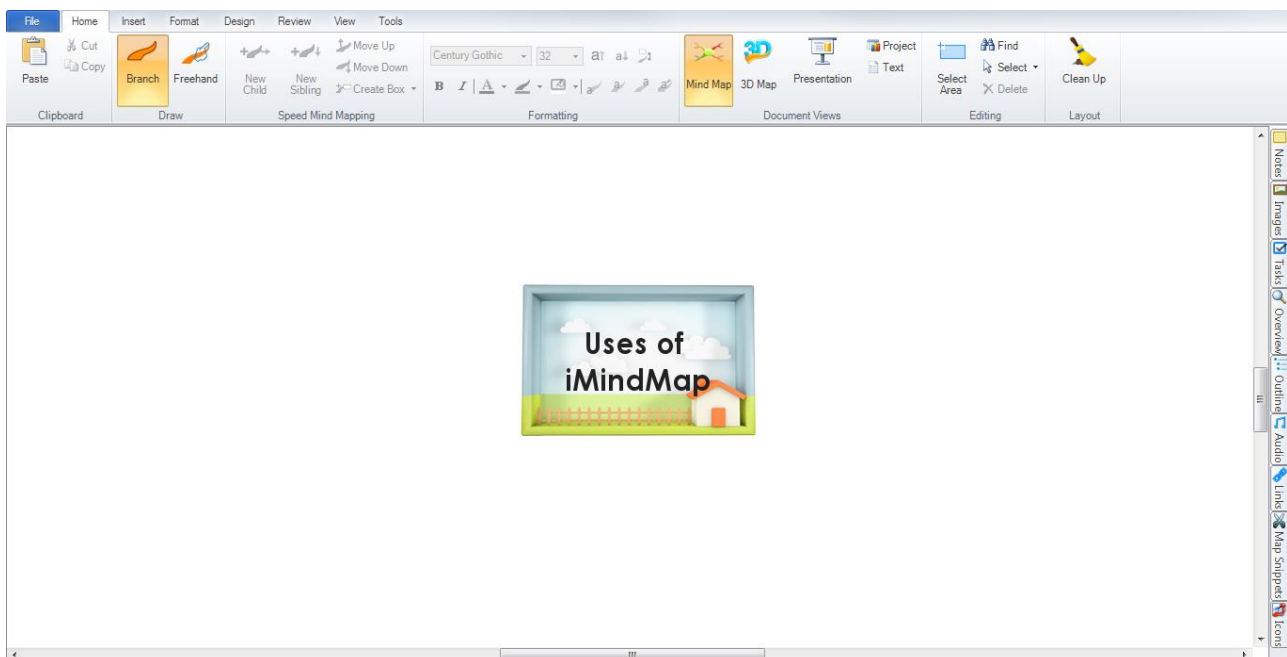 File Home Insert Format Design Review View Tools
Paste
Cut
Copy
Clipboard
Branch Freehand
Draw
New Child
New Sibling
Move Up
Move Down
Create Box
Speed Mind Mapping
Century Gothic 32
B I A
Formatting
Mind Map 3D Map Presentation
Project
Text
Document Views
Select Area
Find
Select
Delete
Editing
Clean Up
Layout
Uses of
iMindMap
Notes
Images
Tasks
Overview
Outline
Audio
Links
Map Snippets
Icons